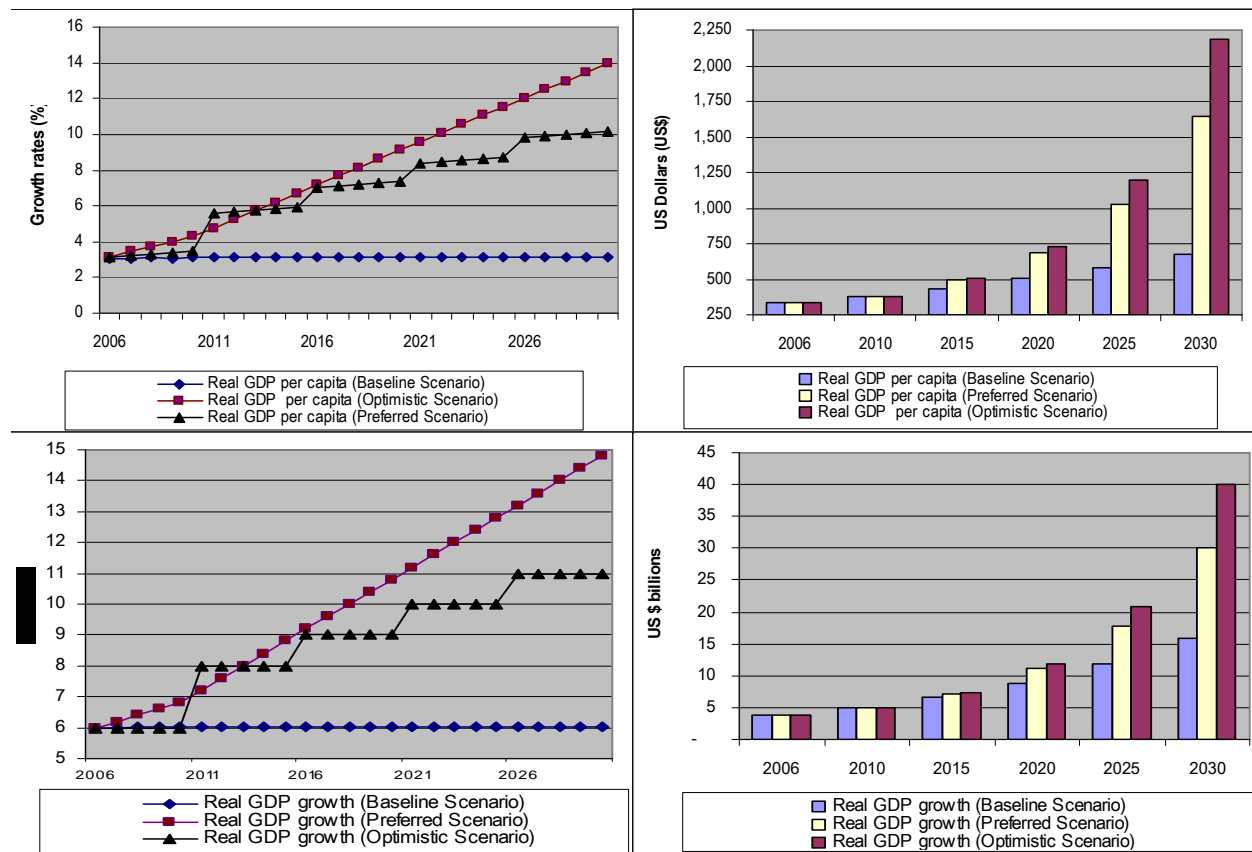 16
14
12
10
8
6
4
2
0
Growth rates (%)
2006 2011 2016 2021 2026
Real GDP per capita (Baseline Scenario)
Real GDP per capita (Optimistic Scenario)
Real GDP per capita (Preferred Scenario)
2,250
2,000
1,750
1,500
1,250
1,000
750
500
250
US Dollars (US$)
2006 2010 2015 2020 2025 2030
Real GDP per capita (Baseline Scenario)
Real GDP per capita (Preferred Scenario)
Real GDP per capita (Optimistic Scenario)
15
14
13
12
11
10
9
8
7
6
5
2006 2011 2016 2021 2026
Real GDP growth (Baseline Scenario)
Real GDP growth (Preferred Scenario)
Real GDP growth (Optimistic Scenario)
45
40
35
30
25
20
15
10
5
-
US $ billions
2006 2010 2015 2020 2025 2030
Real GDP growth (Baseline Scenario)
Real GDP growth (Preferred Scenario)
Real GDP growth (Optimistic Scenario)